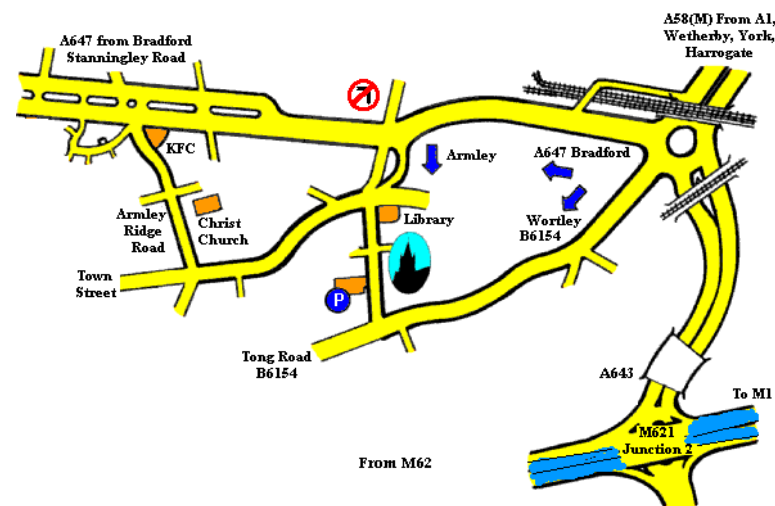 A58(M) From A1,
Wetherby, York,
Harrogate
A647 from Bradford
Stanningley Road
KFC
Armley
A647 Bradford
Armley
Ridge
Road
Christ
Church
Library
Wortley
B6154
Town
Street
P
Tong Road
B6154
A643
To M1
M621
Junction 2
From M62